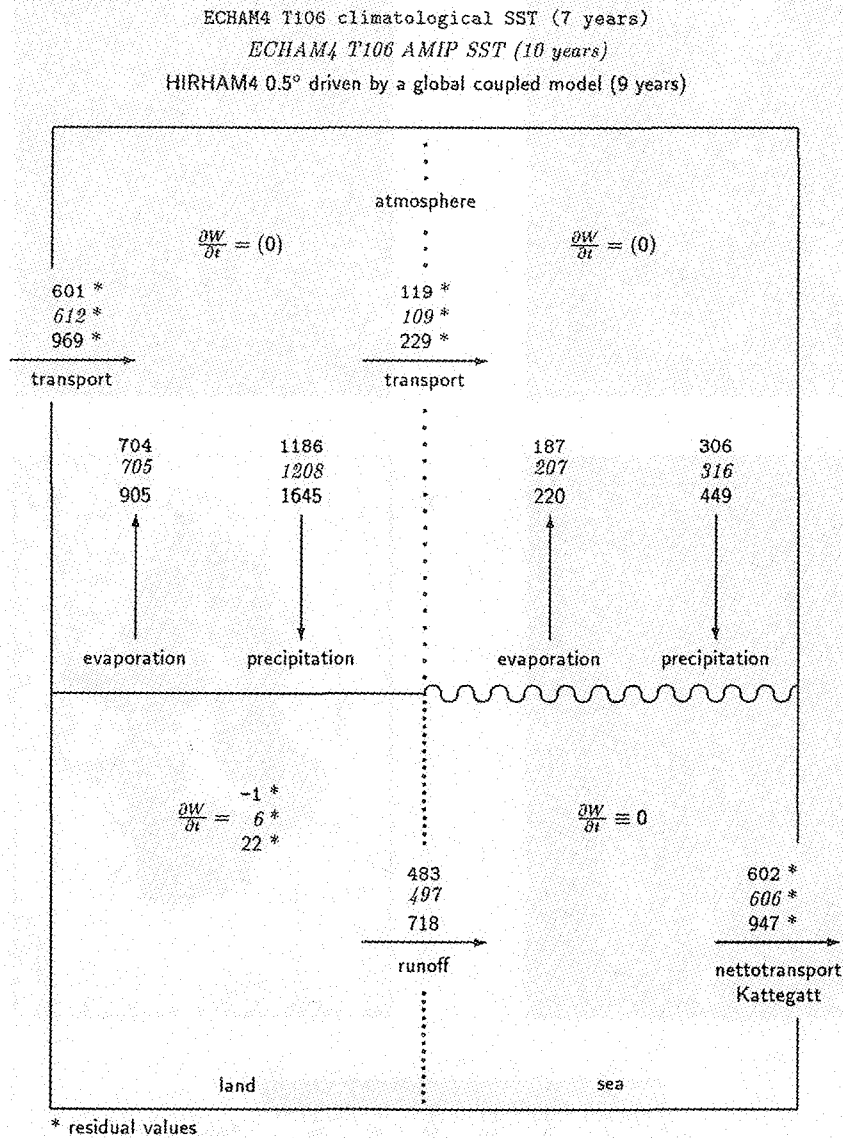 ECHAM4 T106 climatological SST (7 years)
ECHAM4 T106 AMIP SST (10 years)
HIRHAM4 0.5° driven by a global coupled model (9 years)
atmosphere
∂W/∂t = (0)
∂W/∂t = (0)
601 *
612 *
969 *
transport
119 *
109 *
229 *
transport
704
705
905
evaporation
1186
1208
1645
precipitation
187
207
220
evaporation
306
316
449
precipitation
-1 *
∂W/∂t = 6 *
22 *
∂W/∂t ≡ 0
483
497
718
runoff
602 *
606 *
947 *
nettotransport
Kattegatt
land
sea
* residual values